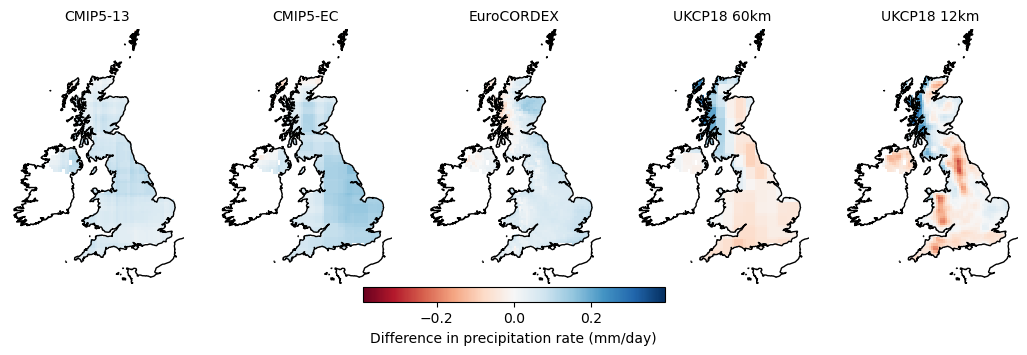 CMIP5-13 CMIP5-EC EuroCORDEX UKCP18 60km UKCP18 12km
−0.2 0.0 0.2
Difference in precipitation rate (mm/day)